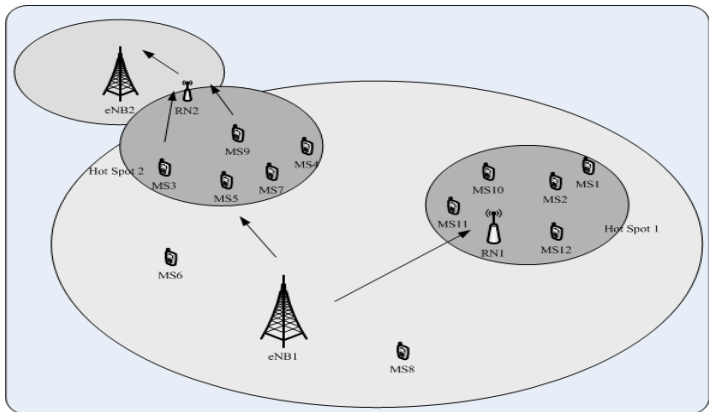 eNB2
RN2
MS9
MS4
Hot Spot 2
MS3
MS5
MS7
MS10
MS1
MS2
MS11
RN1
MS12
Hot Spot 1
MS6
eNB1
MS8